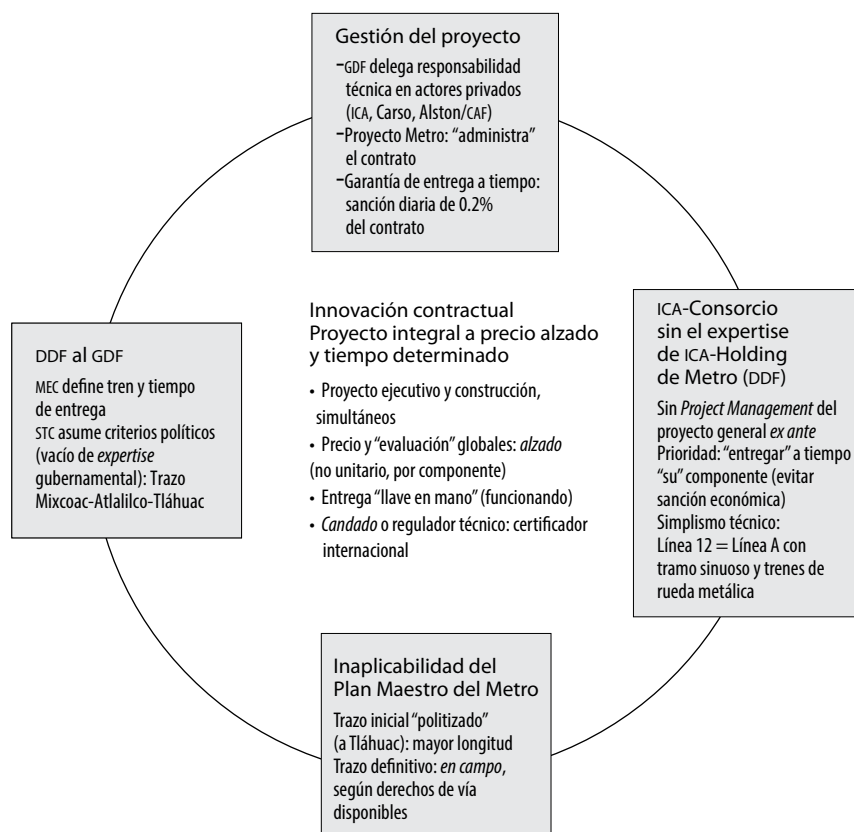 Gestión del proyecto
-GDF delega responsabilidad
técnica en actores privados
(ICA, Carso, Alston/CAF)
-Proyecto Metro: “administra”
el contrato
-Garantía de entrega a tiempo:
sanción diaria de 0.2%
del contrato
DDF al GDF
MEC define tren y tiempo
de entrega
STC asume criterios políticos
(vacío de expertise
gubernamental): Trazo
Mixcoac-Atlalilco-Tláhuac
Innovación contractual
Proyecto integral a precio alzado
y tiempo determinado
• Proyecto ejecutivo y construcción,
simultáneos
• Precio y “evaluación” globales: alzado
(no unitario, por componente)
• Entrega “llave en mano” (funcionando)
• Candado o regulador técnico: certificador
internacional
ICA-Consorcio
sin el expertise
de ICA-Holding
de Metro (DDF)
Sin Project Management del
proyecto general ex ante
Prioridad: “entregar” a tiempo
“su” componente (evitar
sanción económica)
Simplismo técnico:
Línea 12 = Línea A con
tramo sinuoso y trenes de
rueda metálica
Inaplicabilidad del
Plan Maestro del Metro
Trazo inicial “politizado”
(a Tláhuac): mayor longitud
Trazo definitivo: en campo,
según derechos de vía
disponibles